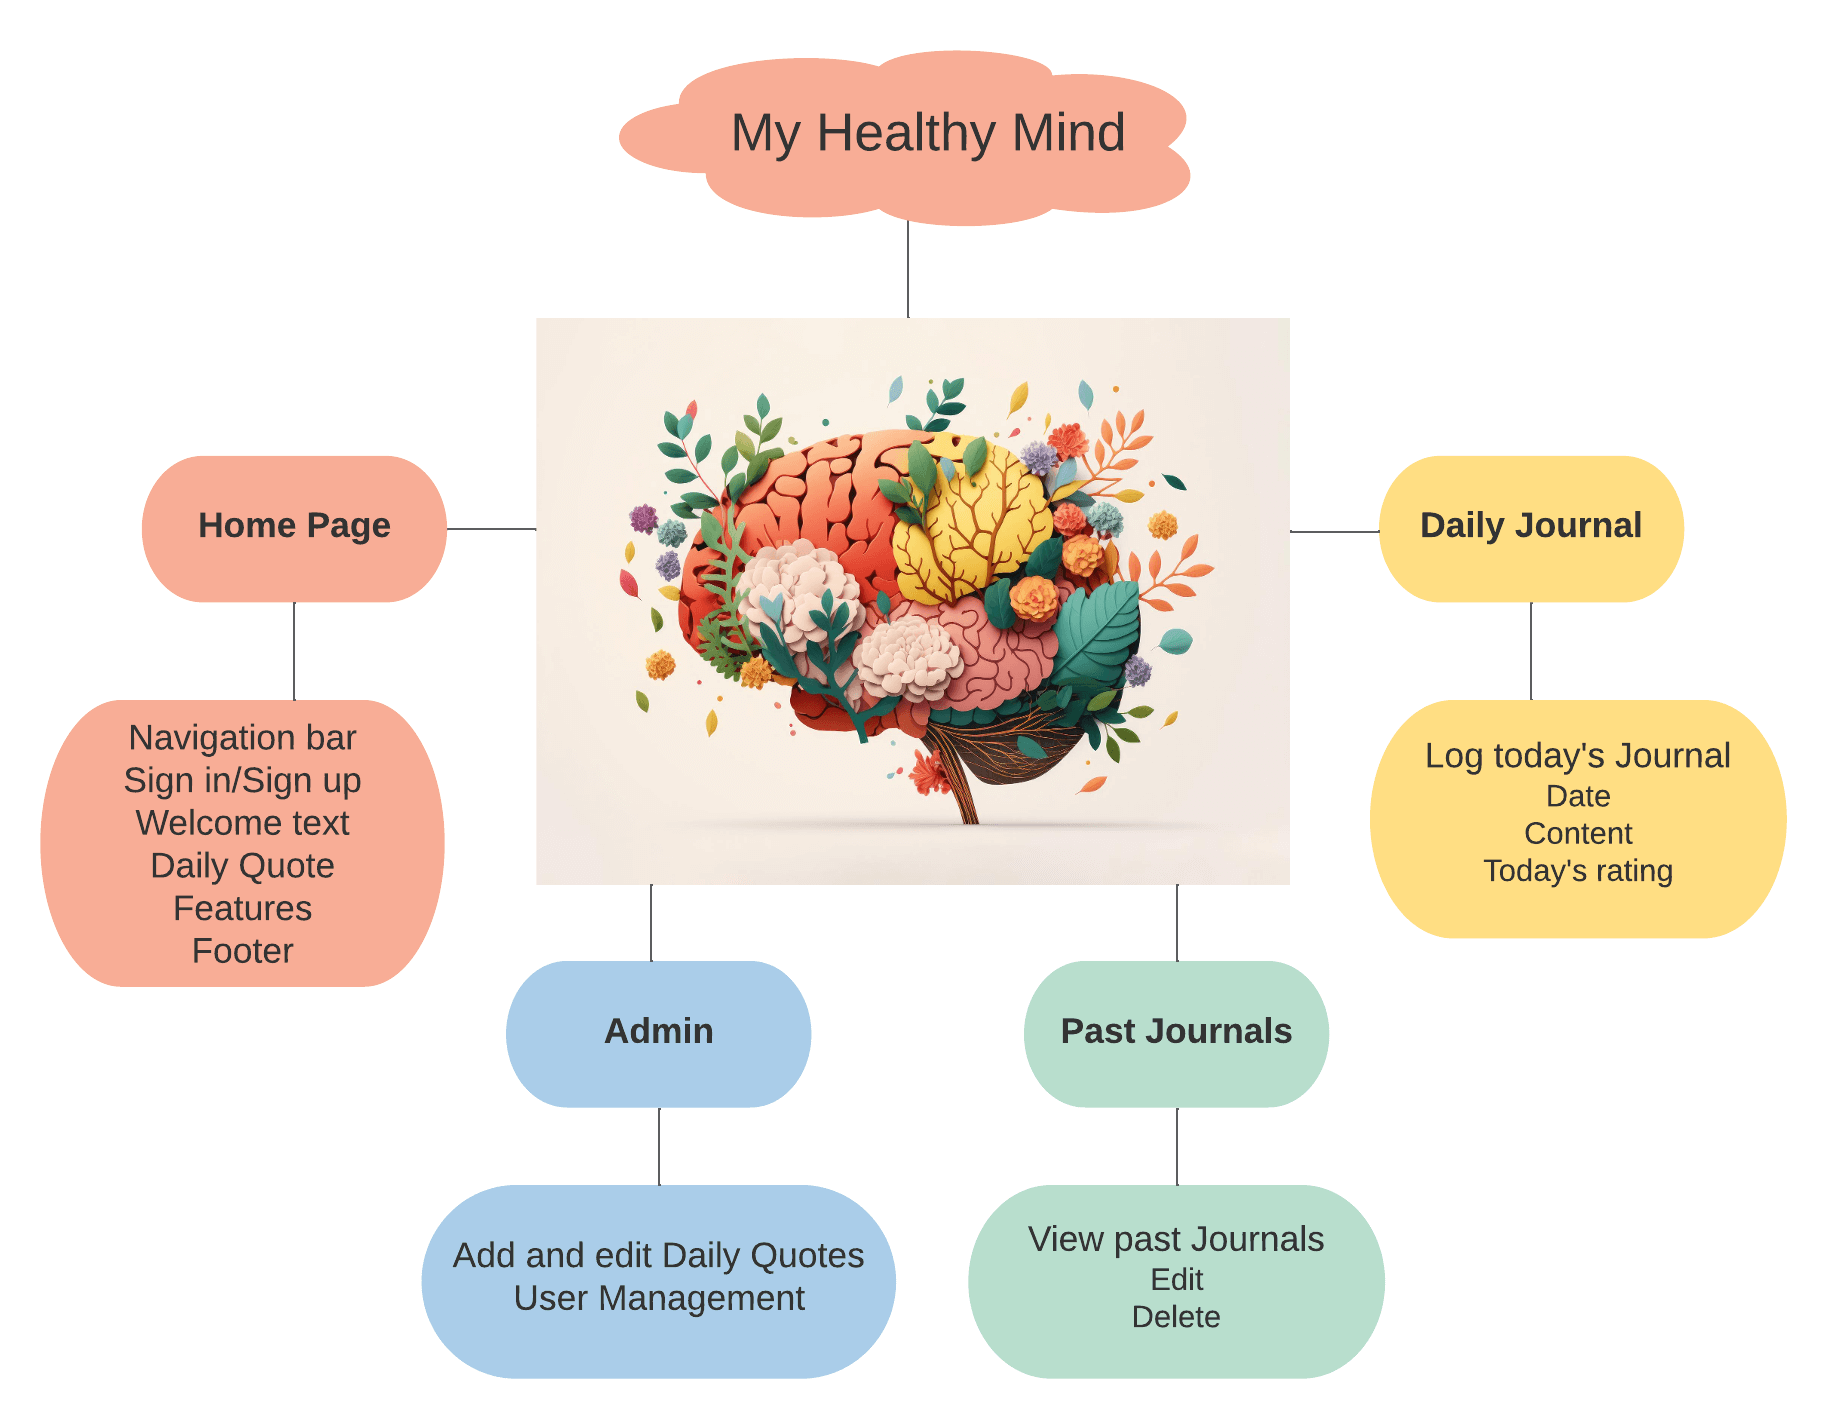 My Healthy Mind
Home Page
Navigation bar
Sign in/Sign up
Welcome text
Daily Quote
Features
Footer
Daily Journal
Log today's Journal
Date
Content
Today's rating
Admin
Add and edit Daily Quotes
User Management
Past Journals
View past Journals
Edit
Delete